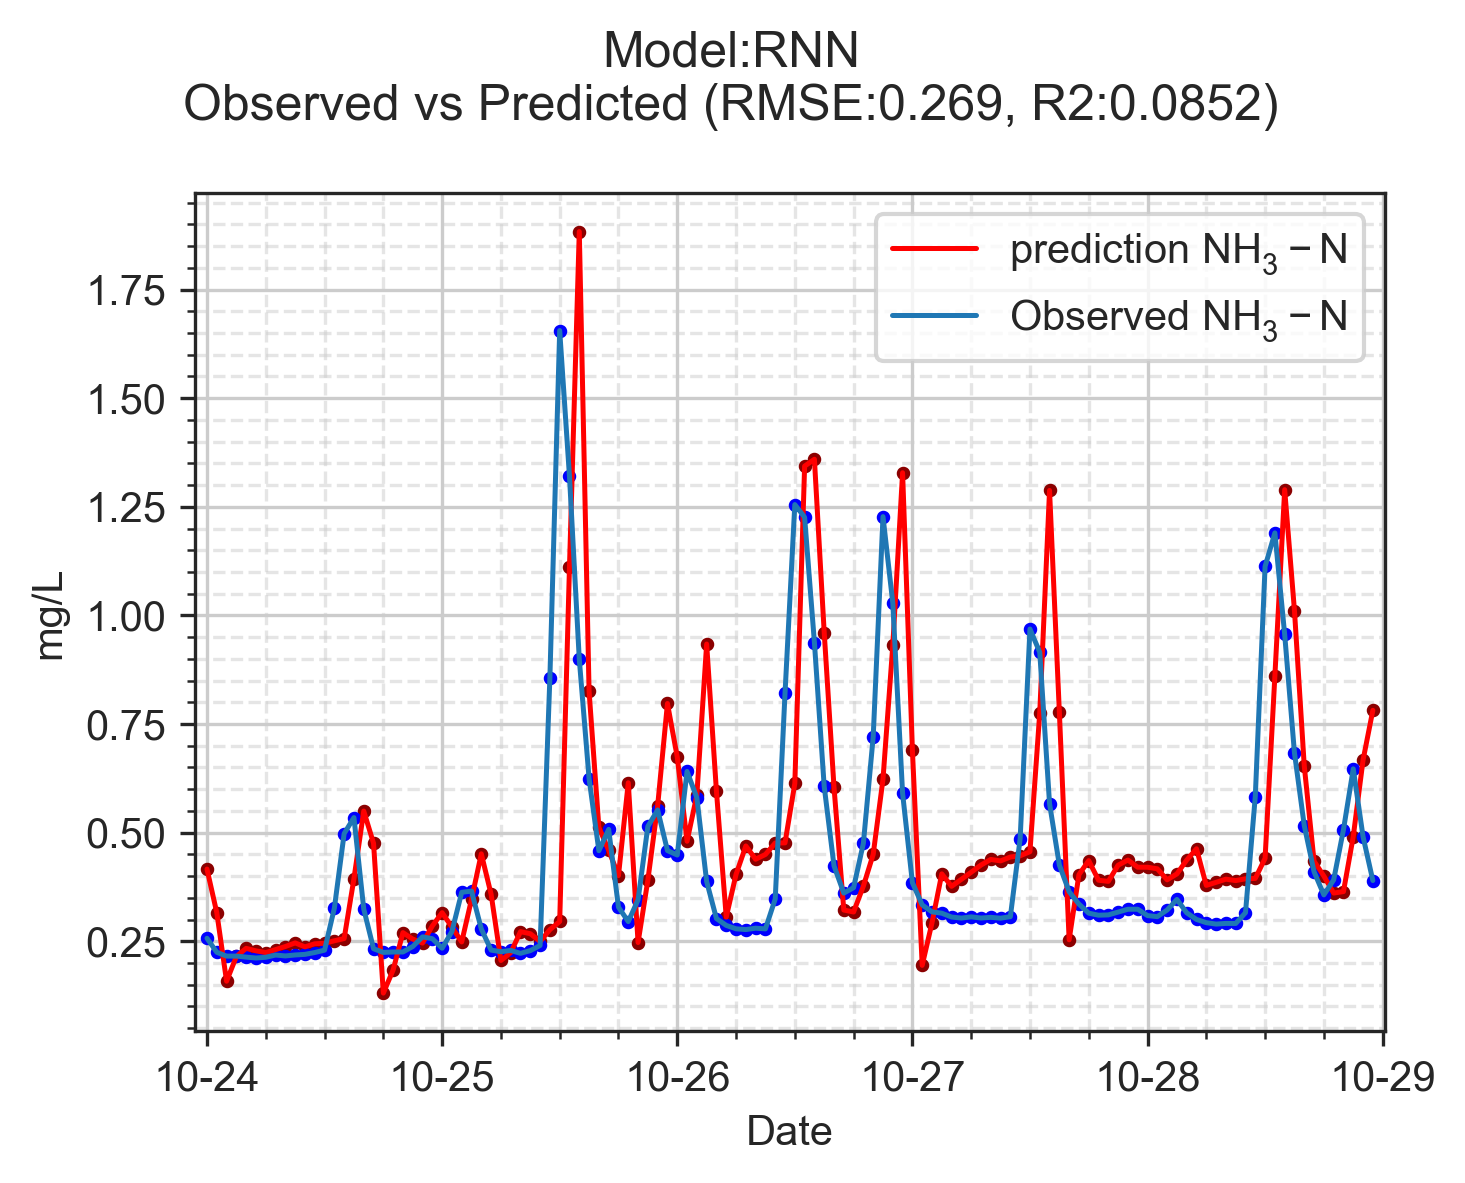 Model:RNN
Observed vs Predicted (RMSE:0.269, R2:0.0852)
prediction NH₃ − N
Observed NH₃ − N
1.75
1.50
1.25
1.00
0.75
0.50
0.25
mg/L
10-24 10-25 10-26 10-27 10-28 10-29
Date